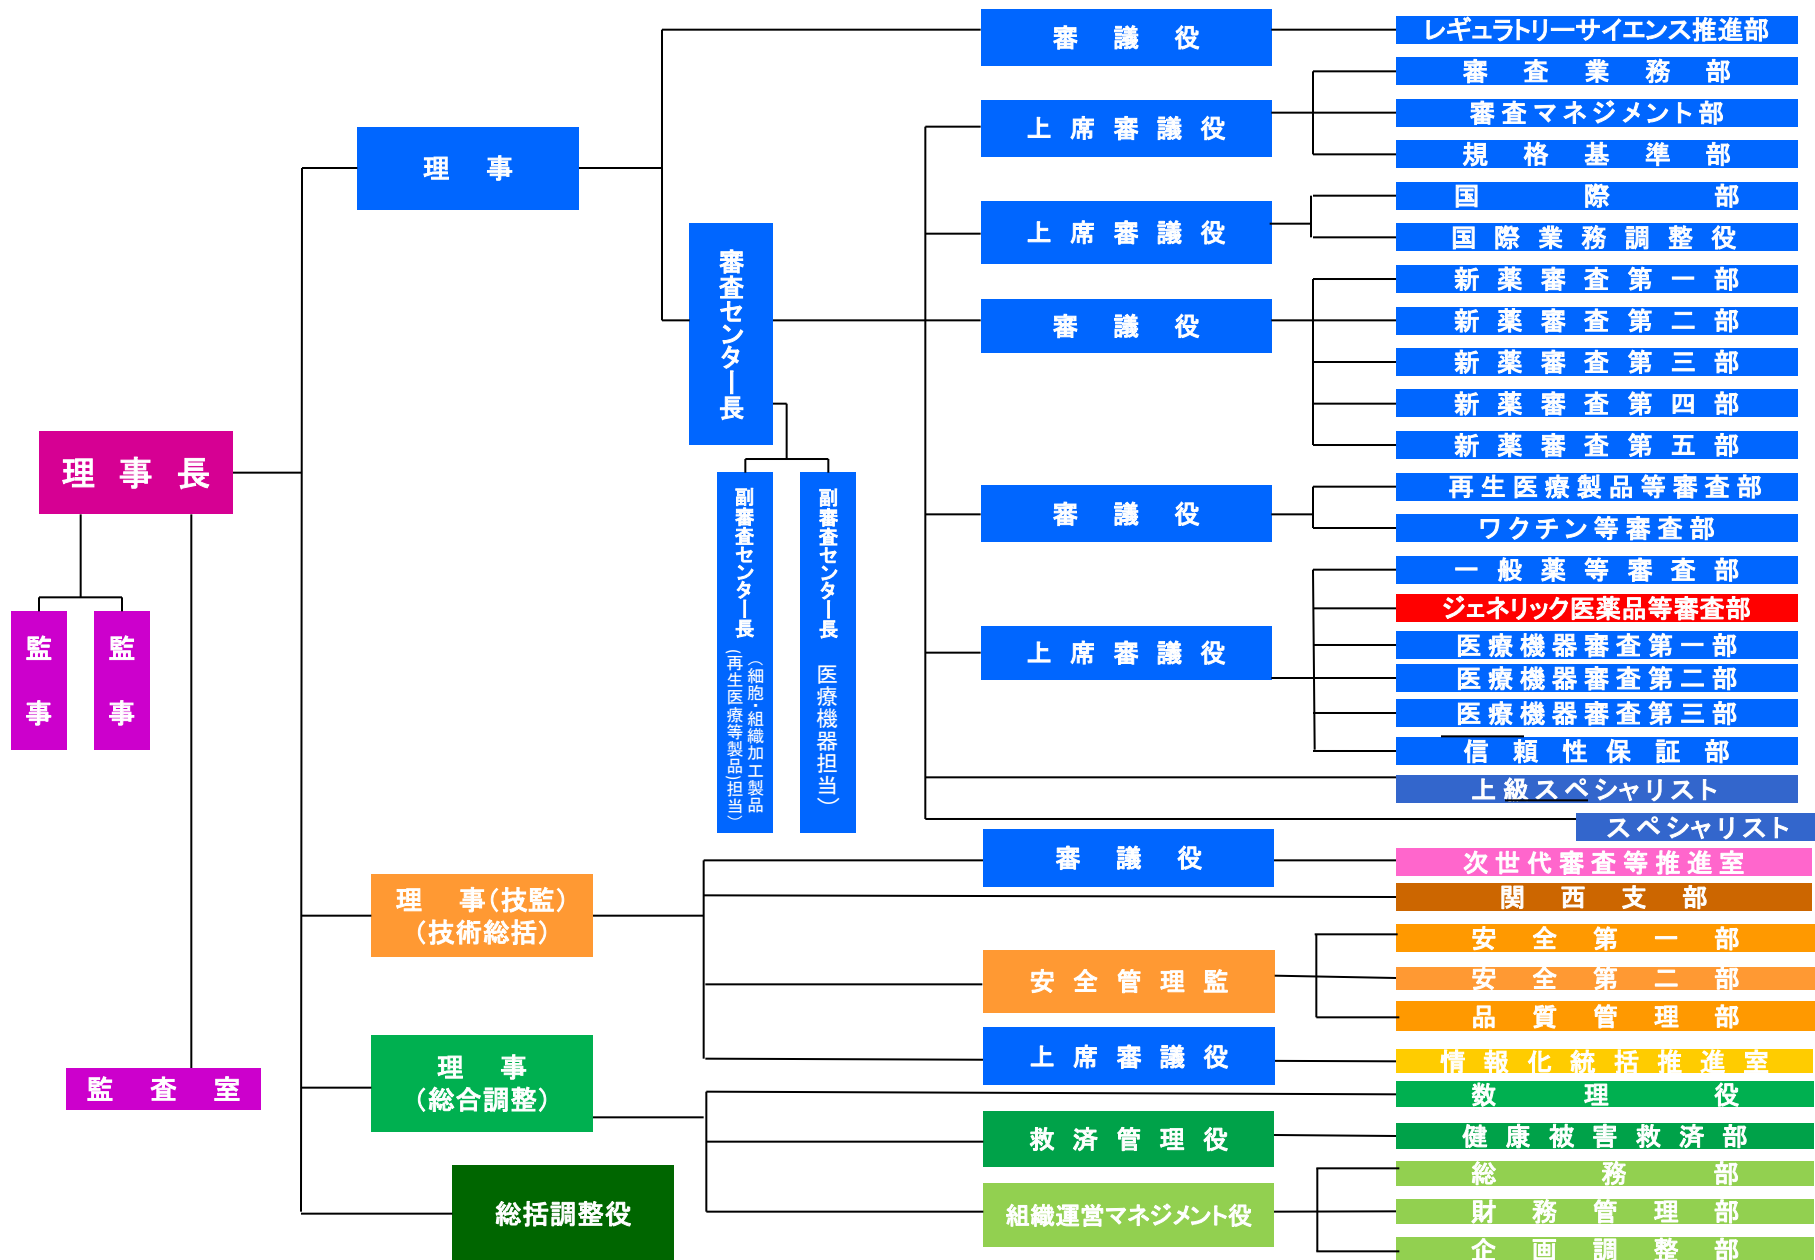 理事長
監事
監事
監査室
理事
審査センター長
副審査センター長
（細胞・組織加工製品
（再生医療等製品）担当）
副審査センター長
医療機器担当）
理事（技監）
（技術総括）
理事
（総合調整）
総括調整役
審議役
上席審議役
上席審議役
審議役
審議役
上席審議役
審議役
安全管理監
上席審議役
救済管理役
組織運営マネジメント役
レギュラトリーサイエンス推進部
審査業務部
審査マネジメント部
規格基準部
国際部
国際業務調整役
新薬審査第一部
新薬審査第二部
新薬審査第三部
新薬審査第四部
新薬審査第五部
再生医療製品等審査部
ワクチン等審査部
一般薬等審査部
ジェネリック医薬品等審査部
医療機器審査第一部
医療機器審査第二部
医療機器審査第三部
信頼性保証部
上級スペシャリスト
スペシャリスト
次世代審査等推進室
関西支部
安全第一部
安全第二部
品質管理部
情報化統括推進室
数理役
健康被害救済部
総務部
財務管理部
企画調整部